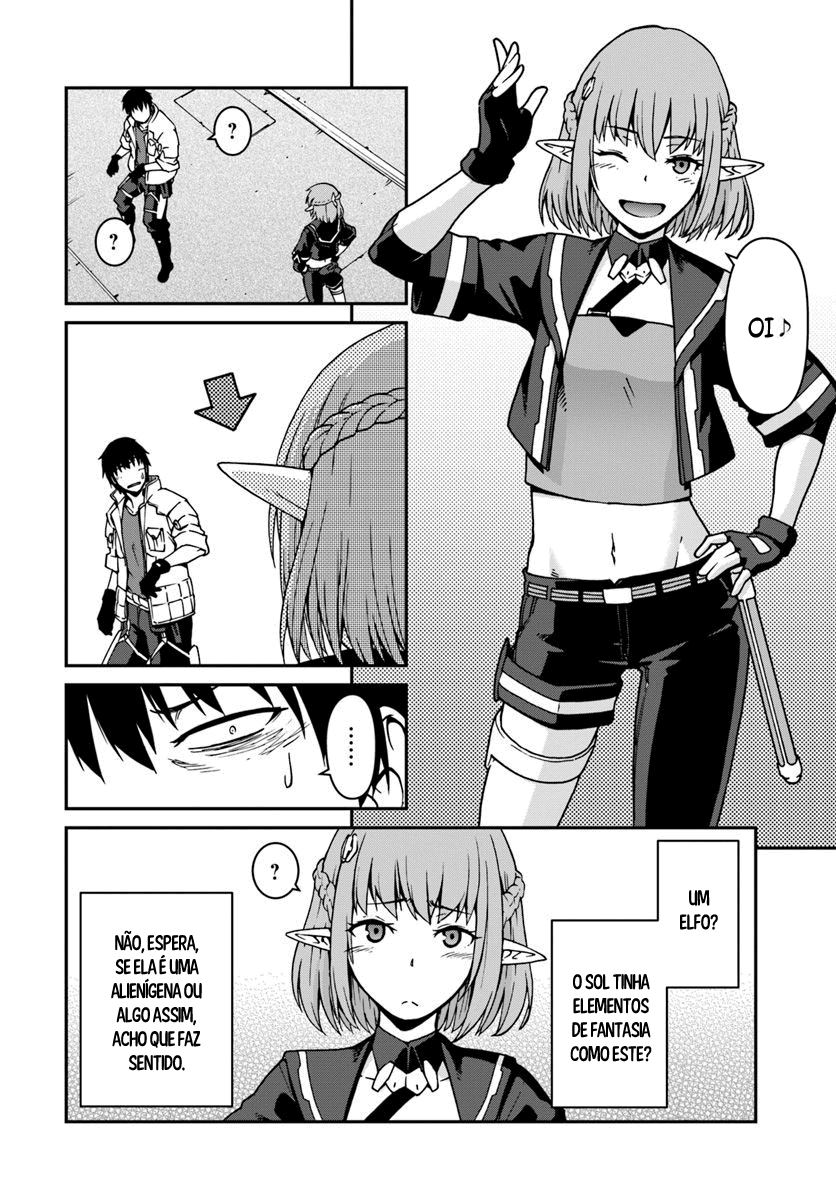 OI♪
?
?
......
UM
ELFO?
O SOL TINHA
ELEMENTOS
DE FANTASIA
COMO ESTE?
?
NÃO, ESPERA,
SE ELA É UMA
ALIENÍGENA OU
ALGO ASSIM,
ACHO QUE FAZ
SENTIDO.